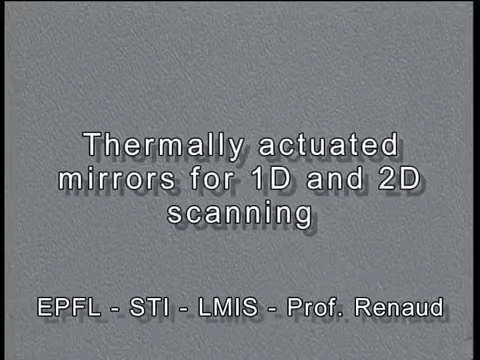 Thermally actuated
mirrors for 1D and 2D
scanning
EPFL - STI - LMIS - Prof. Renaud